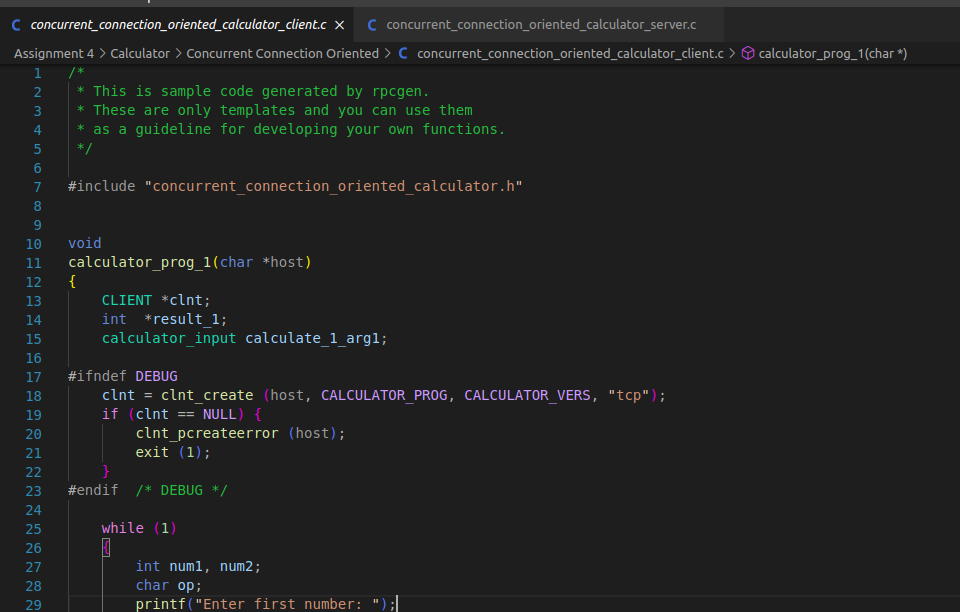 concurrent_connection_oriented_calculator_client.c × C concurrent_connection_oriented_calculator_server.c
Assignment 4 > Calculator > Concurrent Connection Oriented > C concurrent_connection_oriented_calculator_client.c > calculator_prog_1(char *)
1 /*
2  * This is sample code generated by rpcgen.
3  * These are only templates and you can use them
4  * as a guideline for developing your own functions.
5  */
6
7 #include "concurrent_connection_oriented_calculator.h"
8
9
10 void
11 calculator_prog_1(char *host)
12 {
13     CLIENT *clnt;
14     int  *result_1;
15     calculator_input calculate_1_arg1;
16
17 #ifndef DEBUG
18     clnt = clnt_create (host, CALCULATOR_PROG, CALCULATOR_VERS, "tcp");
19     if (clnt == NULL) {
20         clnt_pcreateerror (host);
21         exit (1);
22     }
23 #endif  /* DEBUG */
24
25     while (1)
26     {
27         int num1, num2;
28         char op;
29         printf("Enter first number: ");